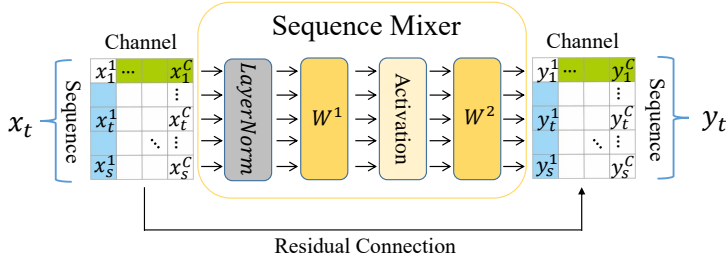 Sequence Mixer
Channel
Channel
x_t
Sequence
x_1^1 ··· x_1^C
⋮
x_t^1 x_t^C
⋱ ⋮
x_s^1 x_s^C
LayerNorm
W^1
Activation
W^2
y_1^1 ··· y_1^C
⋮
y_t^1 y_t^C
⋱ ⋮
y_s^1 y_s^C
Sequence
y_t
Residual Connection